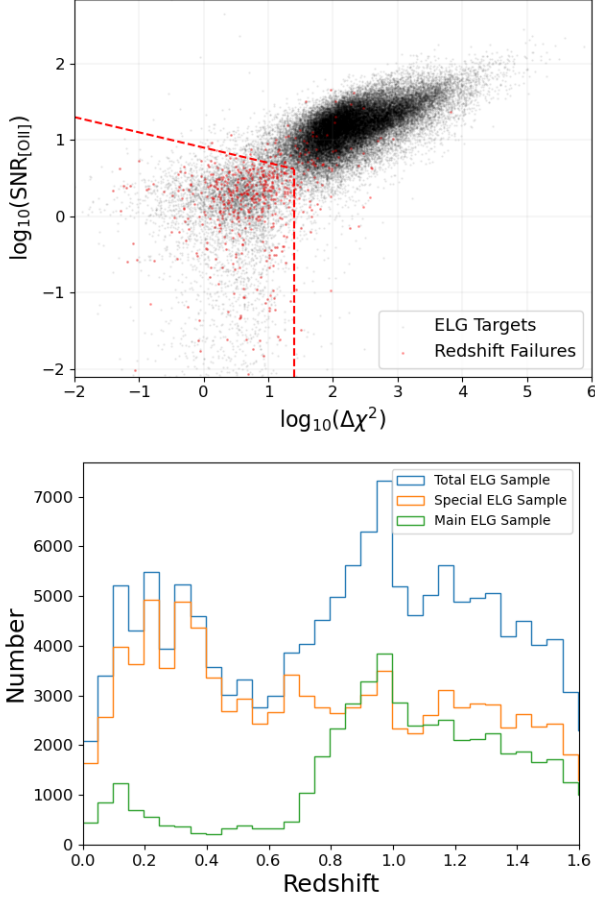 log₁₀(SNR[OII])
2
1
0
−1
−2
ELG Targets
Redshift Failures
−2 −1 0 1 2 3 4 5 6
log₁₀(Δχ²)
Number
7000
6000
5000
4000
3000
2000
1000
0
Total ELG Sample
Special ELG Sample
Main ELG Sample
0.0 0.2 0.4 0.6 0.8 1.0 1.2 1.4 1.6
Redshift